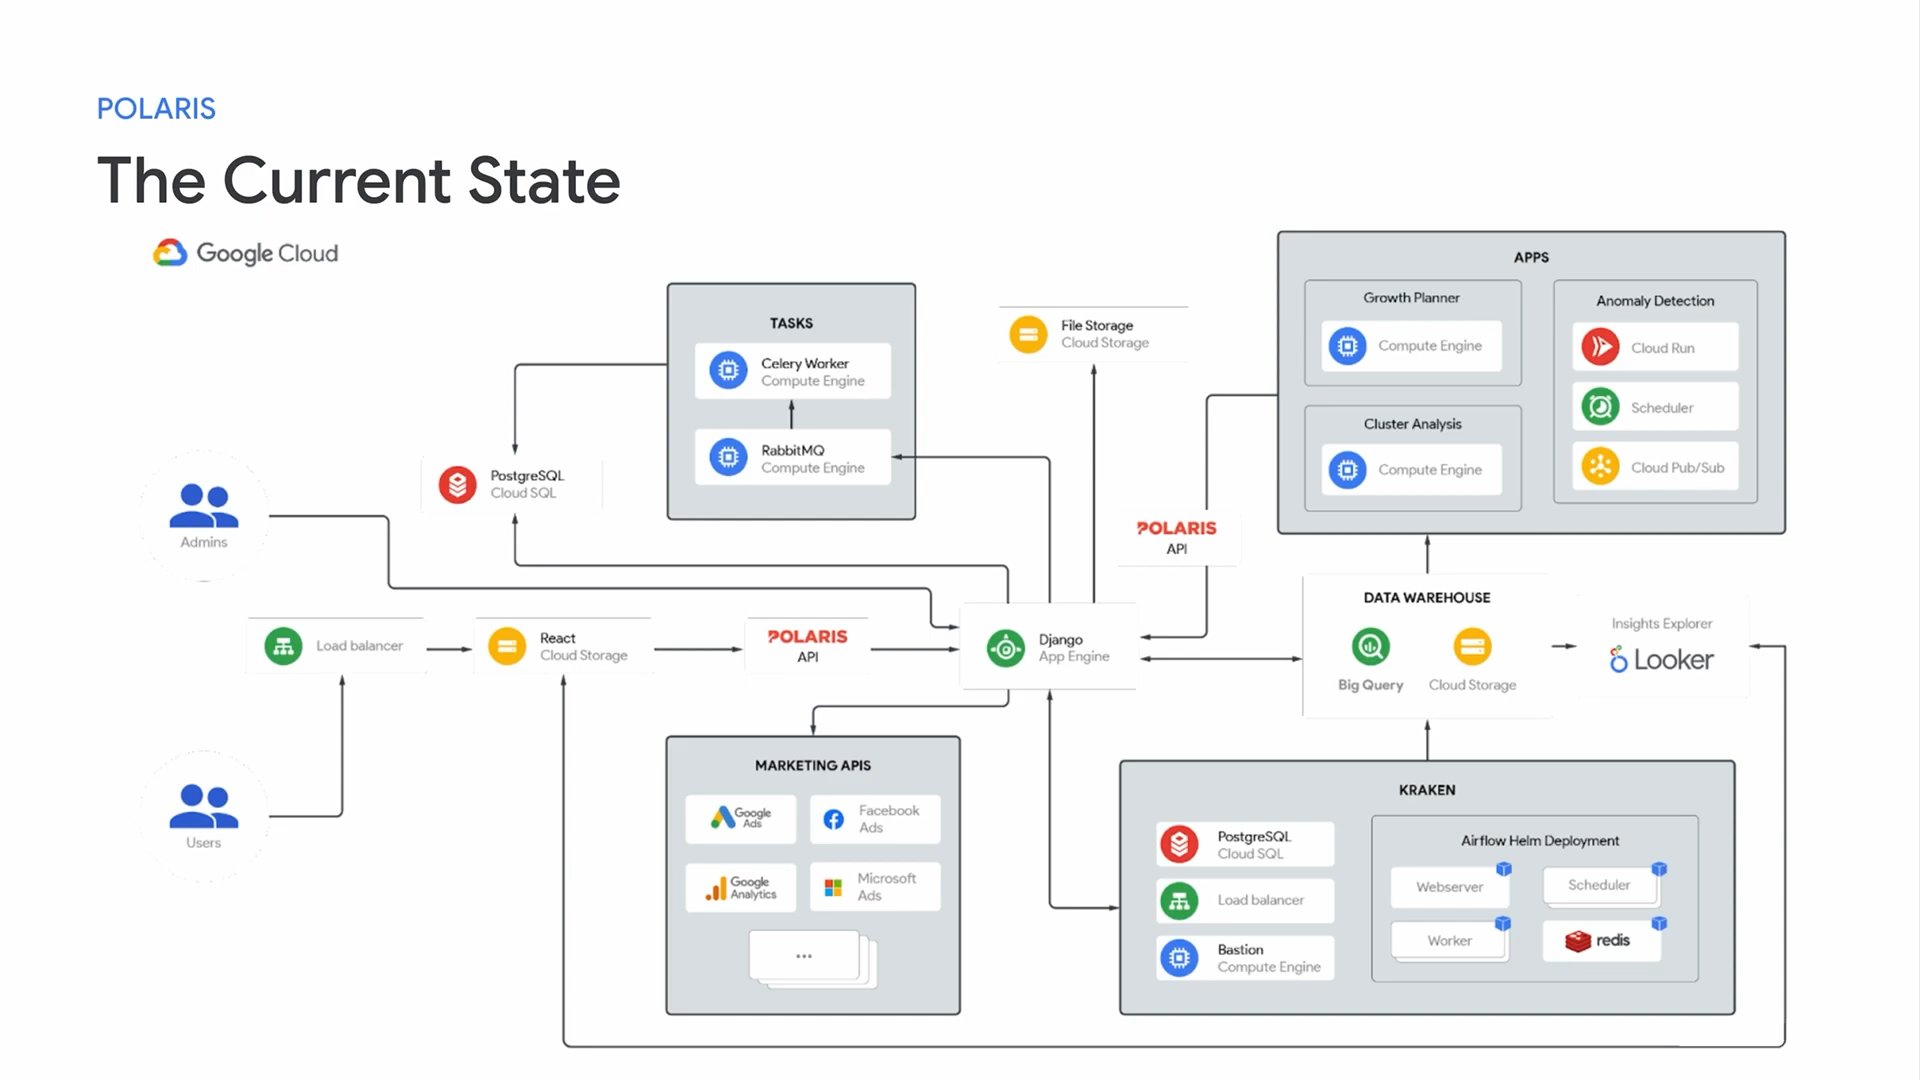 POLARIS
The Current State
Google Cloud
TASKS
Celery Worker
Compute Engine
RabbitMQ
Compute Engine
File Storage
Cloud Storage
APPS
Growth Planner
Compute Engine
Cluster Analysis
Compute Engine
Anomaly Detection
Cloud Run
Scheduler
Cloud Pub/Sub
PostgreSQL
Cloud SQL
Admins
POLARIS
API
Load balancer
React
Cloud Storage
POLARIS
API
Django
App Engine
DATA WAREHOUSE
Big Query
Cloud Storage
Insights Explorer
Looker
Users
MARKETING APIS
Google
Ads
Facebook
Ads
Google
Analytics
Microsoft
Ads
...
KRAKEN
PostgreSQL
Cloud SQL
Load balancer
Bastion
Compute Engine
Airflow Helm Deployment
Webserver
Scheduler
Worker
redis